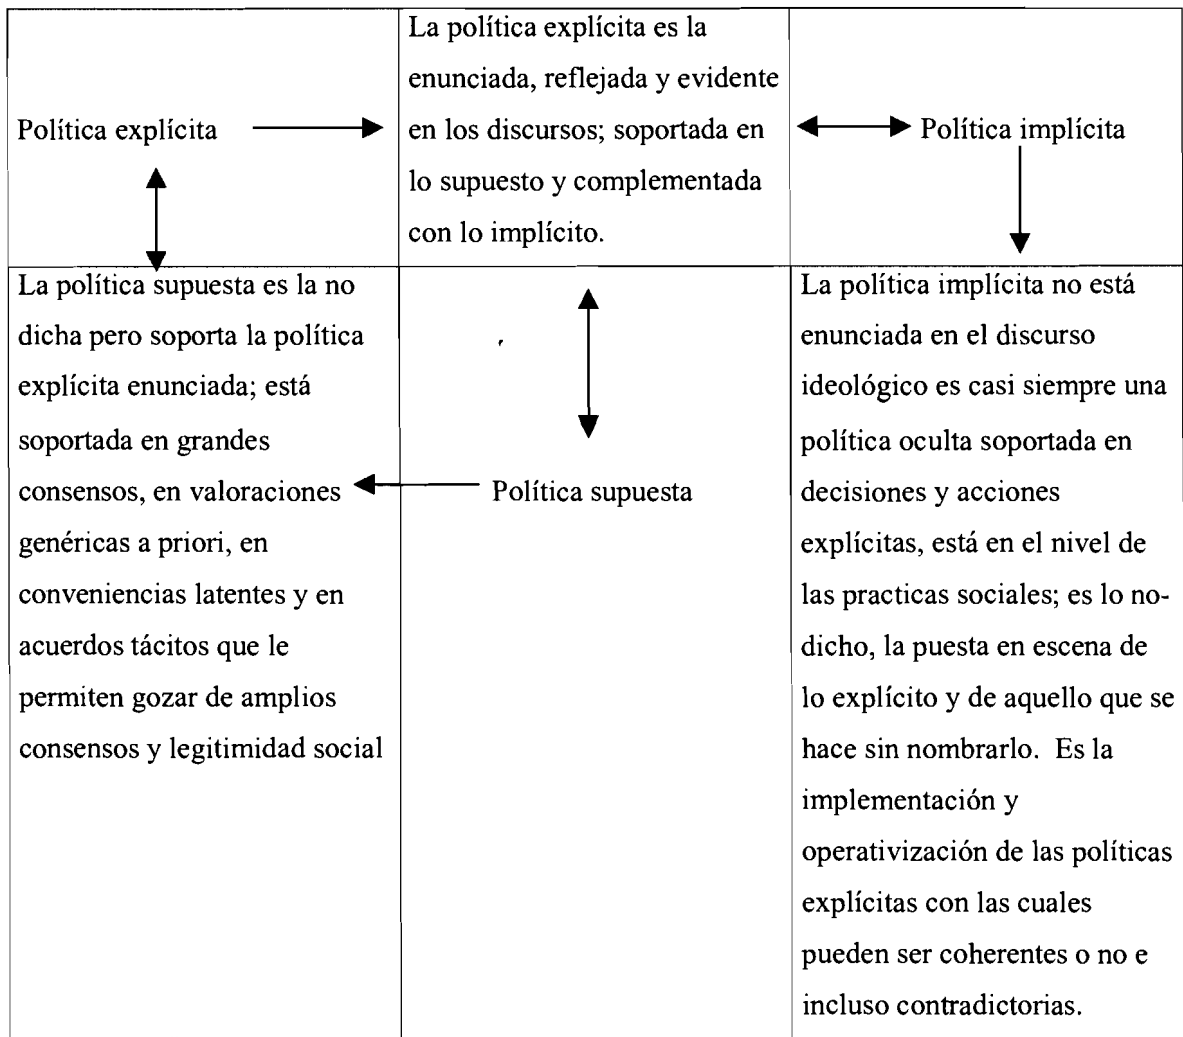 Política explícita
La política explícita es la
enunciada, reflejada y evidente
en los discursos; soportada en
lo supuesto y complementada
con lo implícito.
Política implícita
La política supuesta es la no
dicha pero soporta la política
explícita enunciada; está
soportada en grandes
consensos, en valoraciones
genéricas a priori, en
conveniencias latentes y en
acuerdos tácitos que le
permiten gozar de amplios
consensos y legitimidad social
Política supuesta
La política implícita no está
enunciada en el discurso
ideológico es casi siempre una
política oculta soportada en
decisiones y acciones
explícitas, está en el nivel de
las practicas sociales; es lo no-
dicho, la puesta en escena de
lo explícito y de aquello que se
hace sin nombrarlo. Es la
implementación y
operativización de las políticas
explícitas con las cuales
pueden ser coherentes o no e
incluso contradictorias.